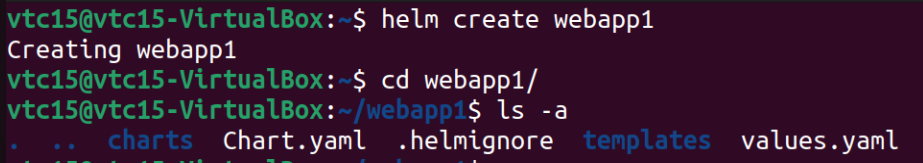 vtc15@vtc15-VirtualBox:~$ helm create webapp1
Creating webapp1
vtc15@vtc15-VirtualBox:~$ cd webapp1/
vtc15@vtc15-VirtualBox:~/webapp1$ ls -a
. .. charts Chart.yaml .helmignore templates values.yaml